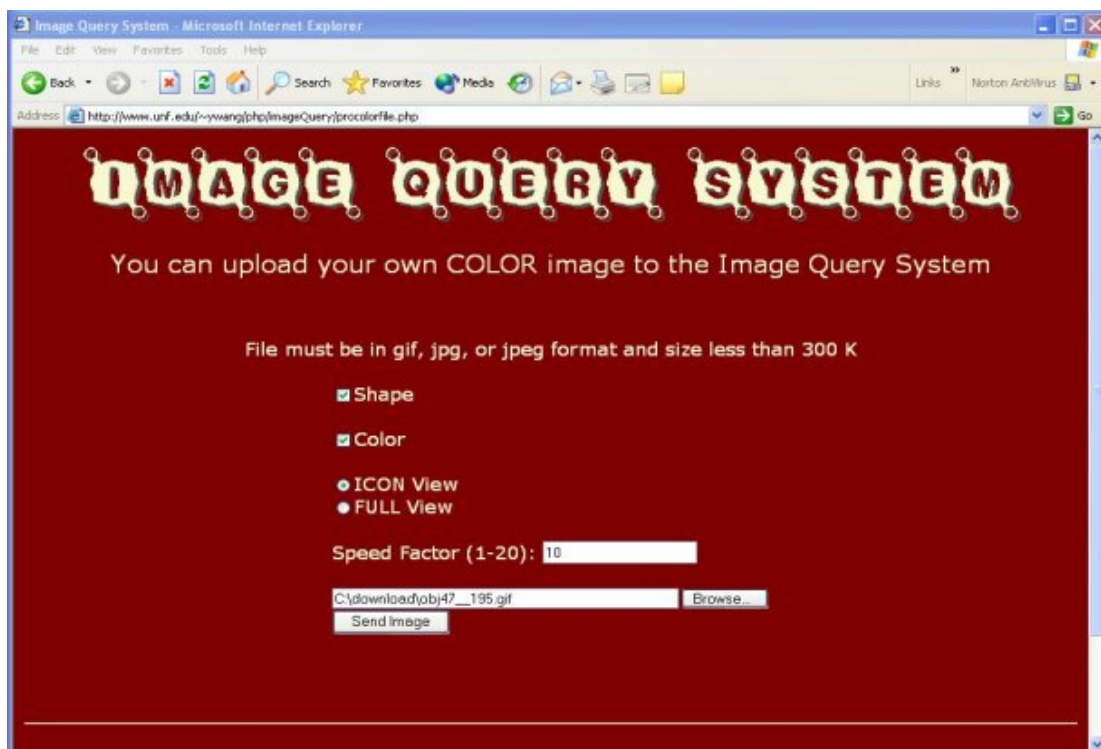 Image Query System - Microsoft Internet Explorer
File Edit View Favorites Tools Help
Back Search Favorites Media Links Norton AntiVirus
Address http://www.unf.edu/~ywang/php/ImageQuery/procolorfile.php Go
IMAGE QUERY SYSTEM
You can upload your own COLOR image to the Image Query System
File must be in gif, jpg, or jpeg format and size less than 300 K
Shape
Color
ICON View
FULL View
Speed Factor (1-20): 10
C:\download\obj47__195.gif Browse...
Send Image